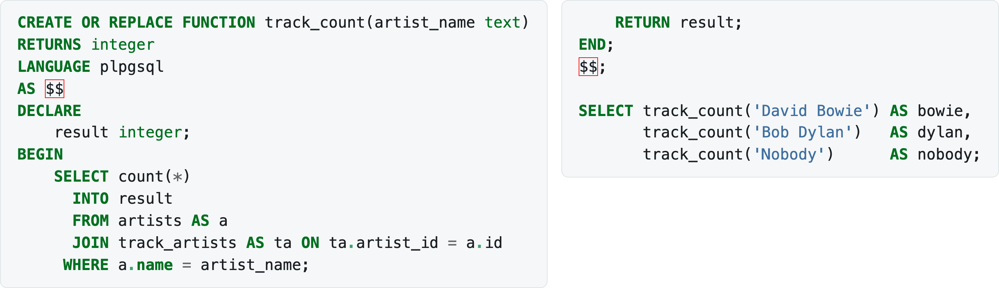 CREATE OR REPLACE FUNCTION track_count(artist_name text)
RETURNS integer
LANGUAGE plpgsql
AS $$
DECLARE
    result integer;
BEGIN
    SELECT count(*)
      INTO result
      FROM artists AS a
      JOIN track_artists AS ta ON ta.artist_id = a.id
     WHERE a.name = artist_name;
    RETURN result;
END;
$$;

SELECT track_count('David Bowie') AS bowie,
       track_count('Bob Dylan')   AS dylan,
       track_count('Nobody')      AS nobody;